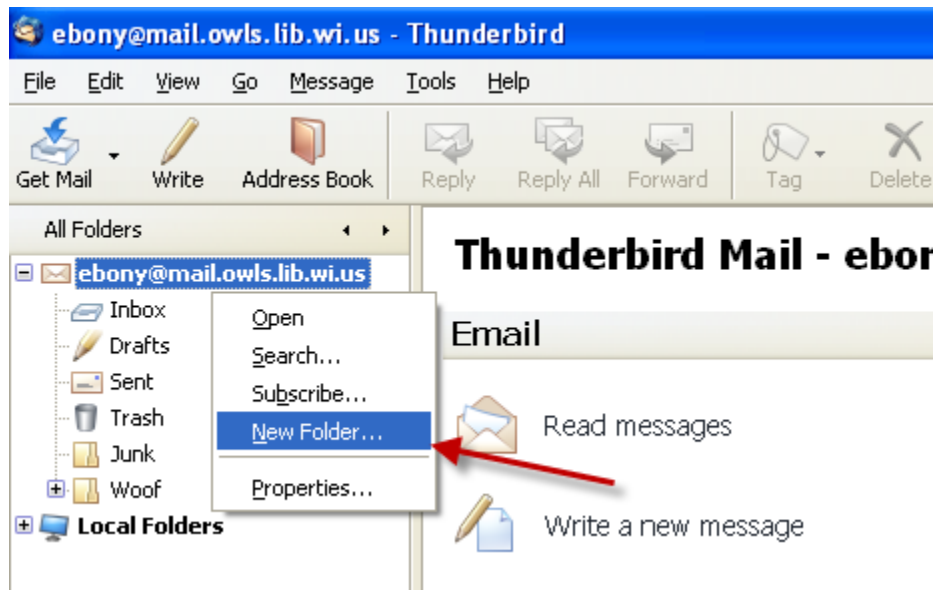 ebony@mail.owls.lib.wi.us - Thunderbird
File Edit View Go Message Tools Help
Get Mail Write Address Book Reply Reply All Forward Tag Delete
All Folders
ebony@mail.owls.lib.wi.us
Inbox
Drafts
Sent
Trash
Junk
Woof
Local Folders
Open
Search...
Subscribe...
New Folder...
Properties...
Thunderbird Mail - ebor
Email
Read messages
Write a new message